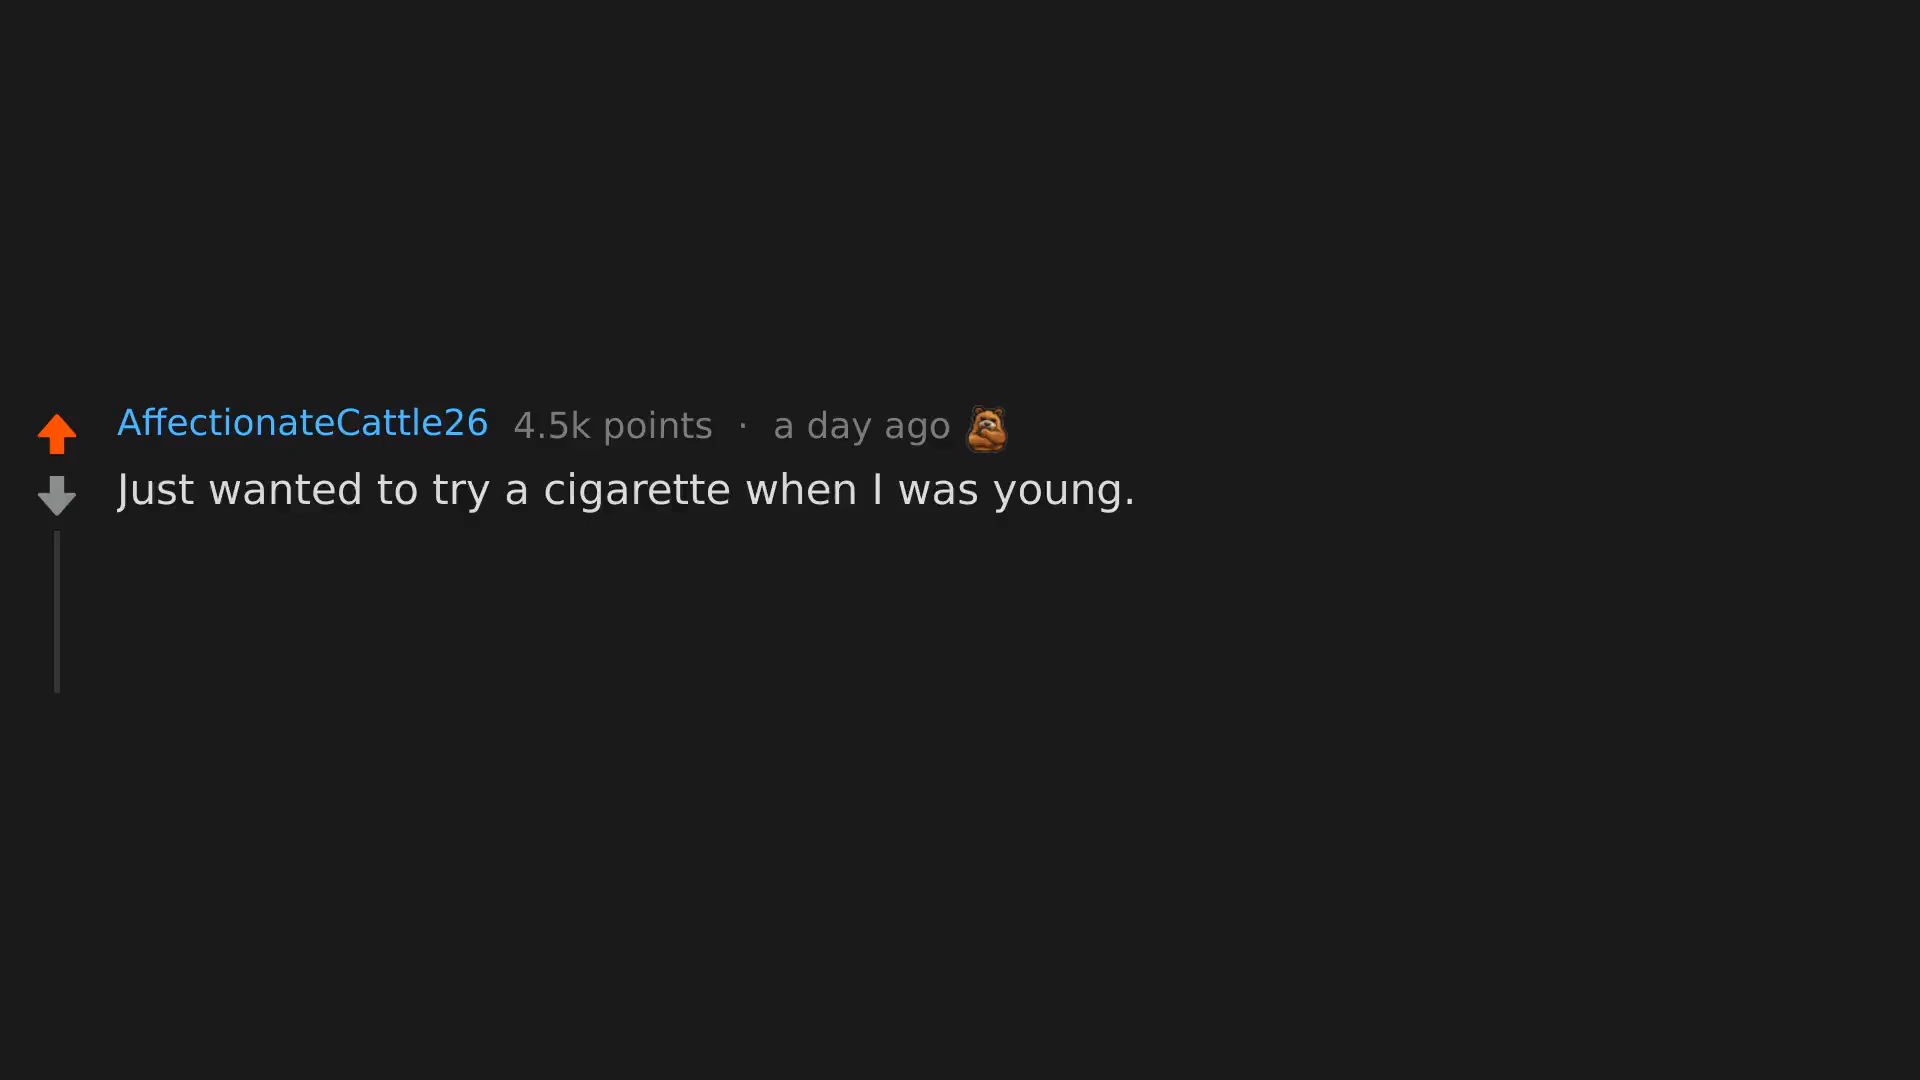 AffectionateCattle26 4.5k points · a day ago
Just wanted to try a cigarette when I was young.